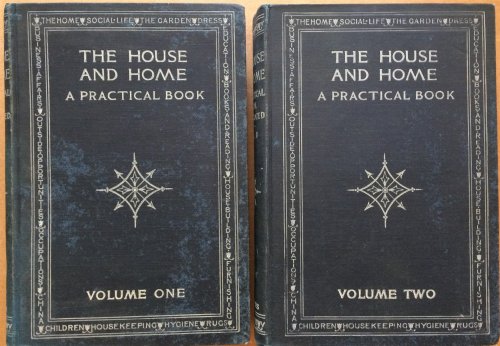 THE HOME SOCIAL·LIFE THE GARDEN DRESS
EDUCATION BOOKS AND READING HOUSE BUILDING FURNISHING
BUSINESS AFFAIRS OUTSIDE OPPORTUNITIES OCCUPATIONS CHINA
THE HOUSE
AND HOME
A PRACTICAL BOOK
VOLUME ONE
CHILDREN HOUSEKEEPING HYGIENE RUGS
THE HOME SOCIAL·LIFE THE GARDEN DRESS
EDUCATION BOOKS AND READING HOUSE BUILDING FURNISHING
BUSINESS AFFAIRS OUTSIDE OPPORTUNITIES OCCUPATIONS CHINA
THE HOUSE
AND HOME
A PRACTICAL BOOK
VOLUME TWO
CHILDREN HOUSEKEEPING HYGIENE RUGS